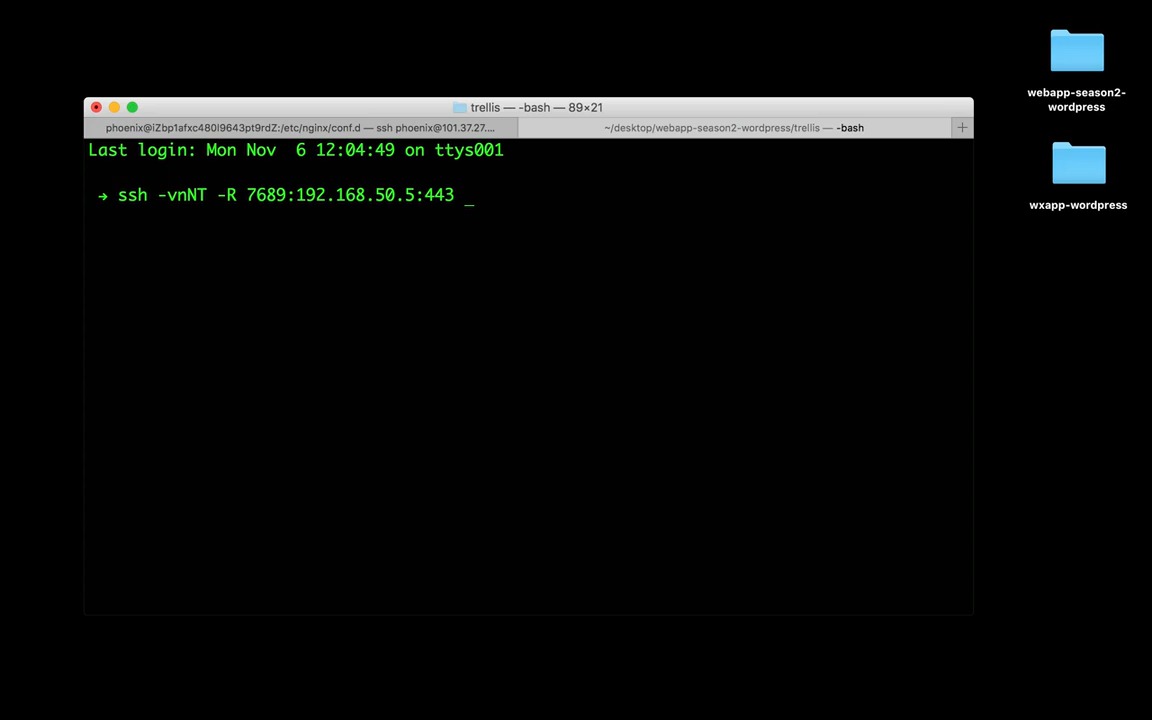 trellis — -bash — 89×21
phoenix@iZbp1afxc480l9643pt9rdZ:/etc/nginx/conf.d — ssh phoenix@101.37.27....
~/desktop/webapp-season2-wordpress/trellis — -bash
Last login: Mon Nov  6 12:04:49 on ttys001
→ ssh -vnNT -R 7689:192.168.50.5:443 _
webapp-season2-
wordpress
wxapp-wordpress